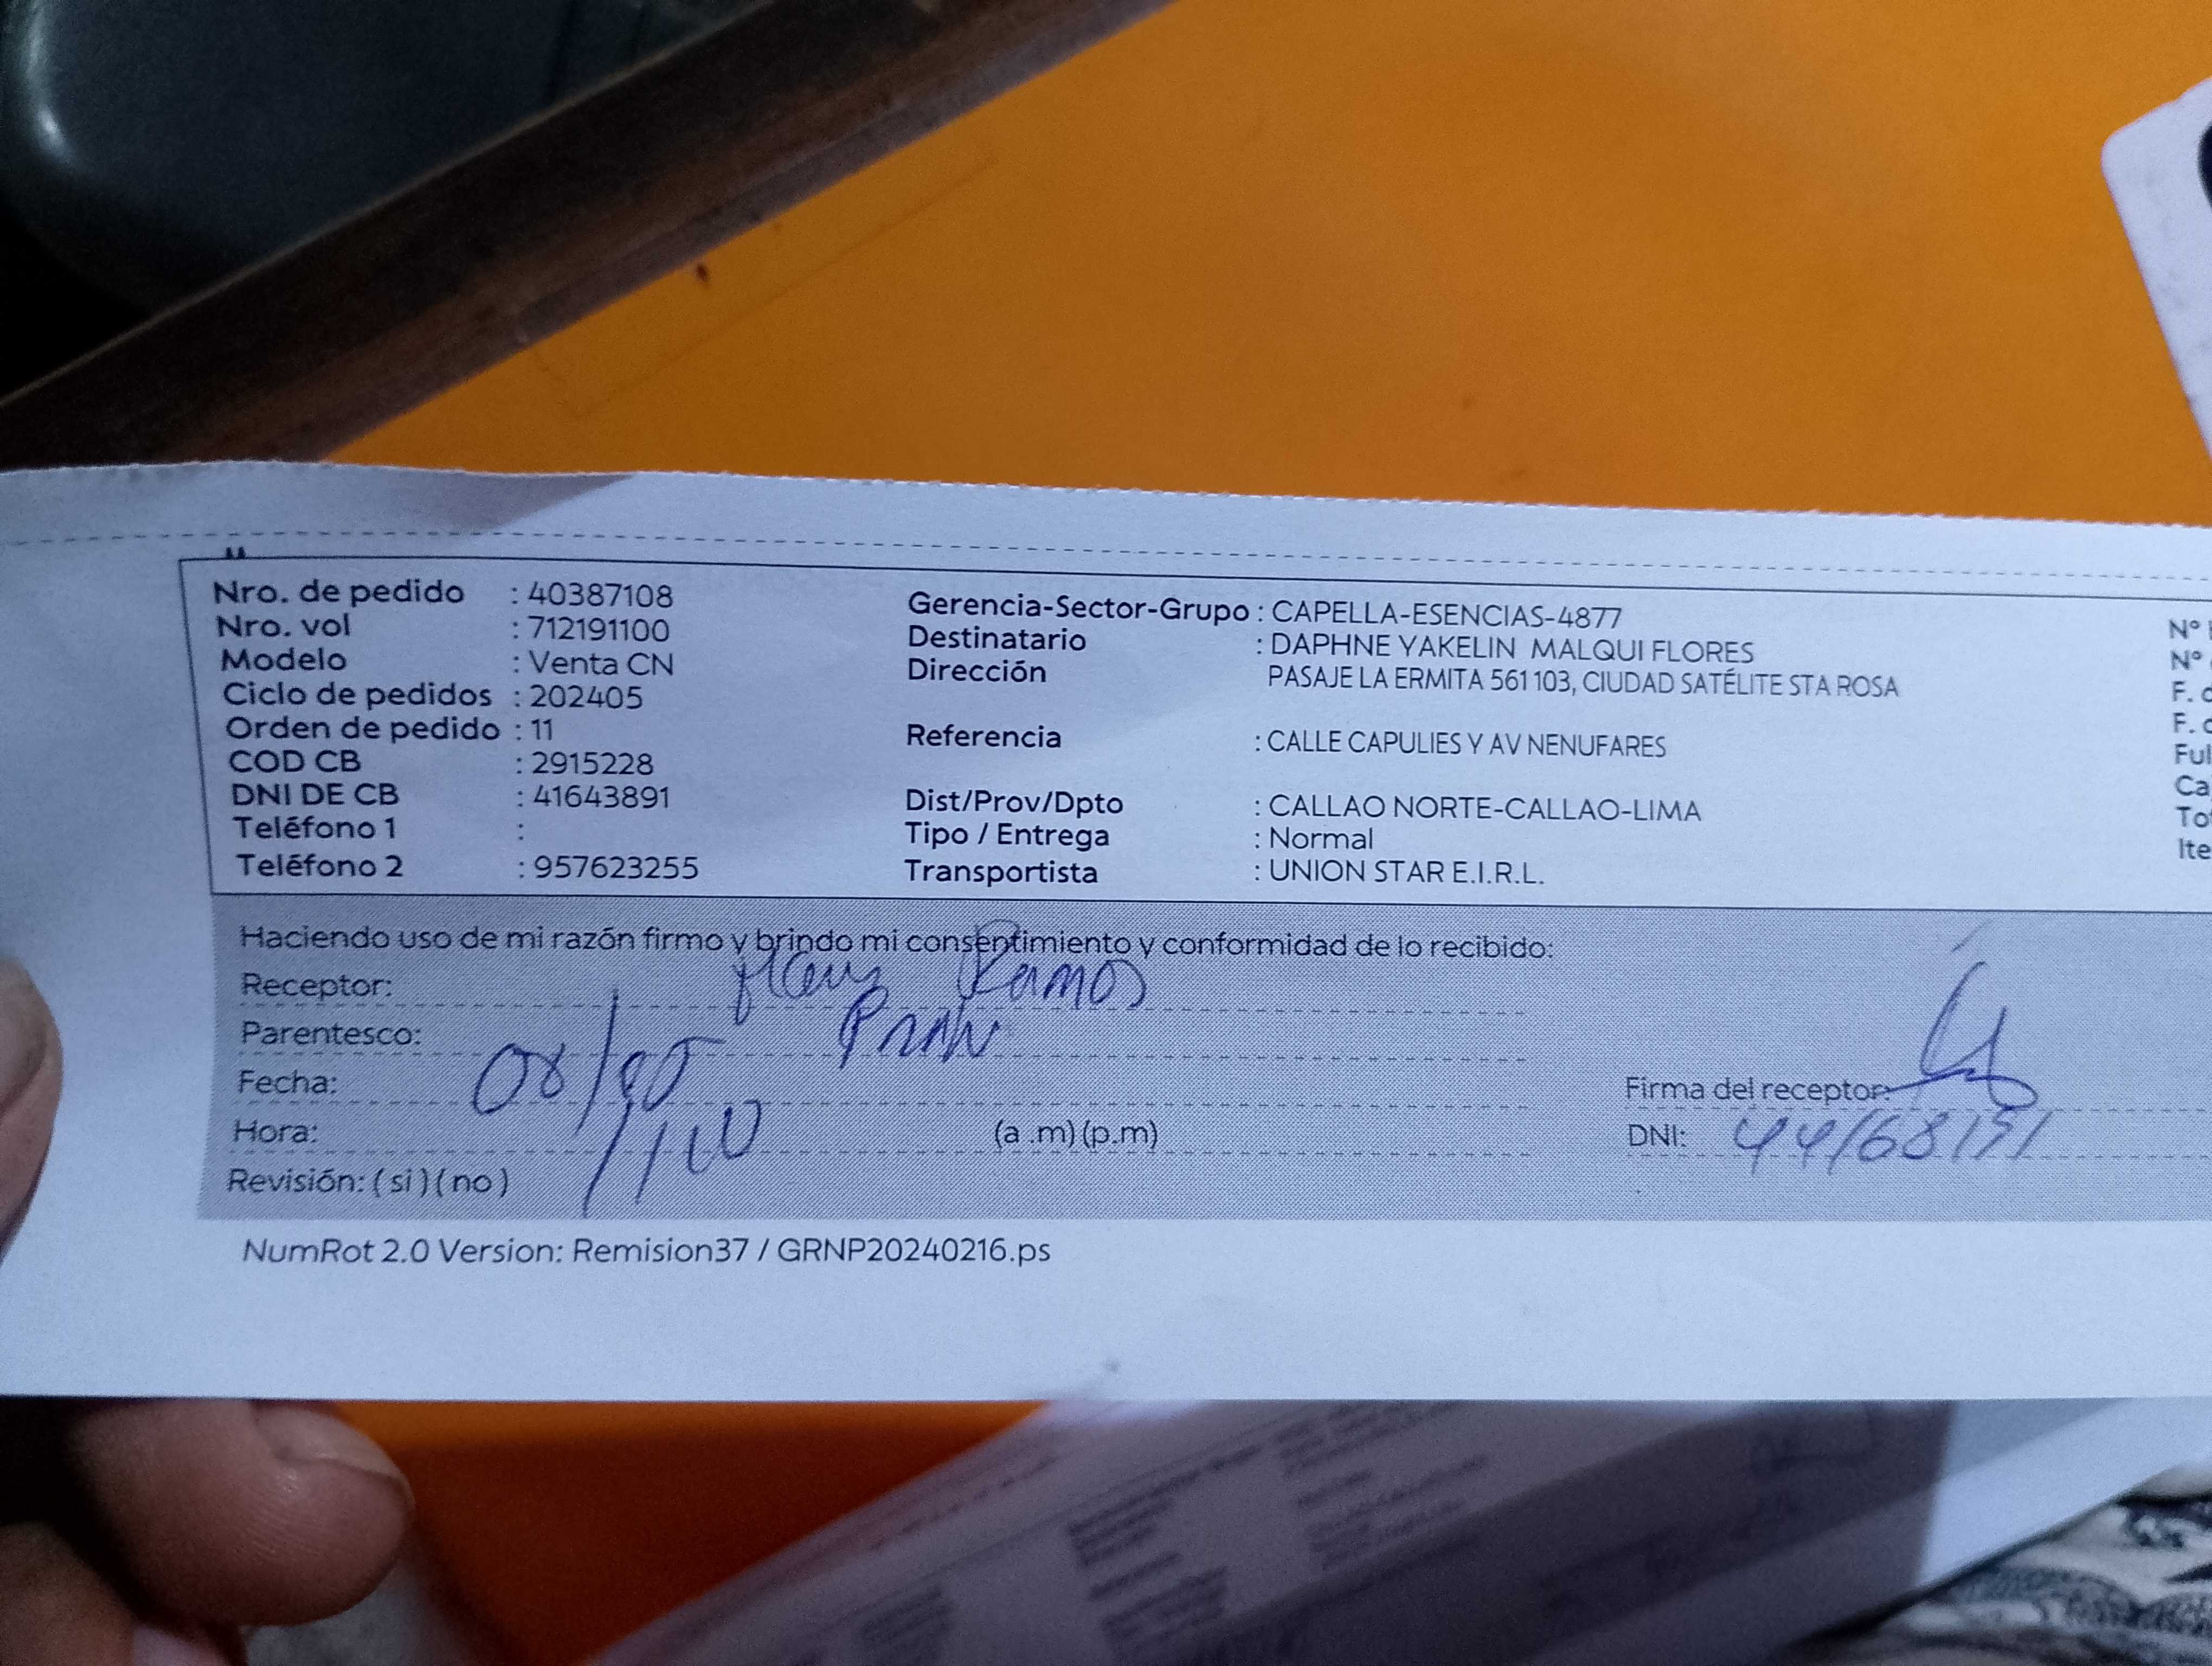 Nro. de pedido : 40387108
Nro. vol : 712191100
Modelo : Venta CN
Ciclo de pedidos : 202405
Orden de pedido : 11
COD CB : 2915228
DNI DE CB : 41643891
Teléfono 1 :
Teléfono 2 : 957623255
Gerencia-Sector-Grupo : CAPELLA-ESENCIAS-4877
Destinatario : DAPHNE YAKELIN MALQUI FLORES
Dirección PASAJE LA ERMITA 561 103, CIUDAD SATÉLITE STA ROSA
Referencia : CALLE CAPULIES Y AV NENUFARES
Dist/Prov/Dpto : CALLAO NORTE-CALLAO-LIMA
Tipo / Entrega : Normal
Transportista : UNION STAR E.I.R.L.
N°
N°
F.
F.
Haciendo uso de mi razón firmo y brindo mi consentimiento y conformidad de lo recibido:
Receptor: Ramos
Parentesco:
Fecha:
Hora: (a .m) (p.m)
Revisión: ( si ) ( no )
Firma del receptor:
DNI:
NumRot 2.0 Version: Remision37 / GRNP20240216.ps